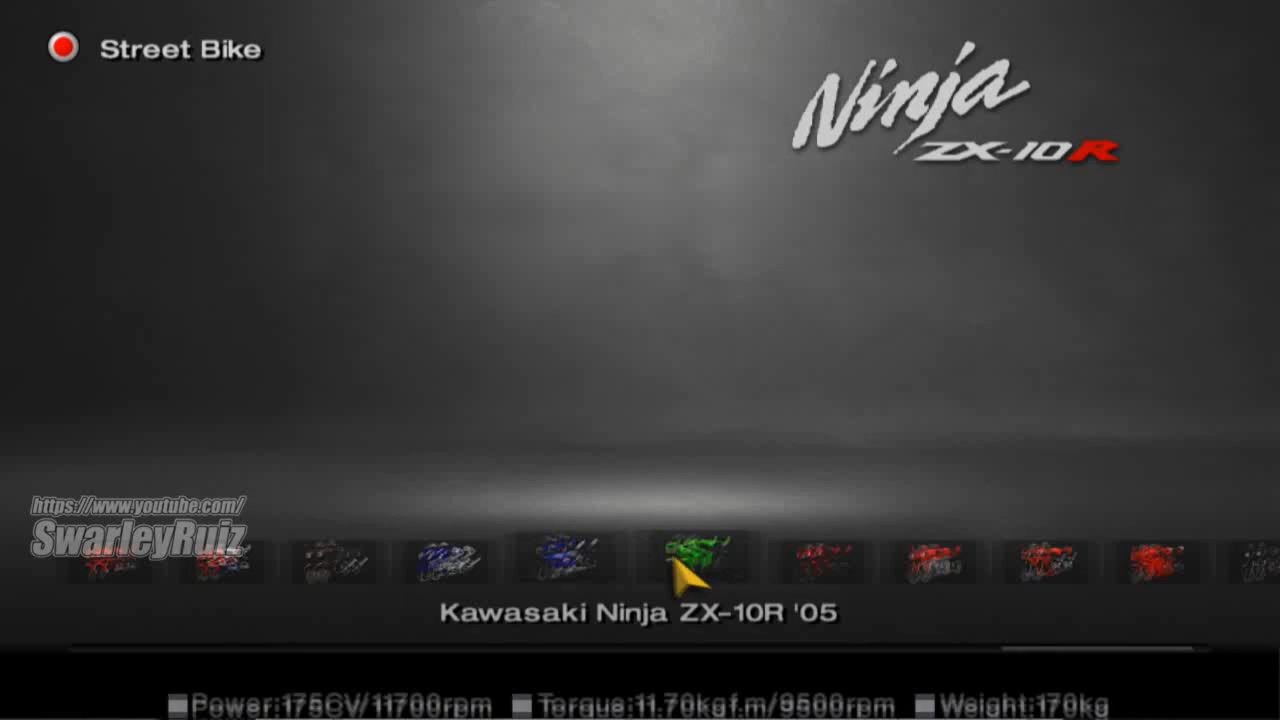 Street Bike
Ninja
ZX-10R
https://www.youtube.com/
SwarleyRuiz
Kawasaki Ninja ZX-10R '05
Power:175CV/11700rpm Torque:11.70kgf.m/9500rpm Weight:170kg